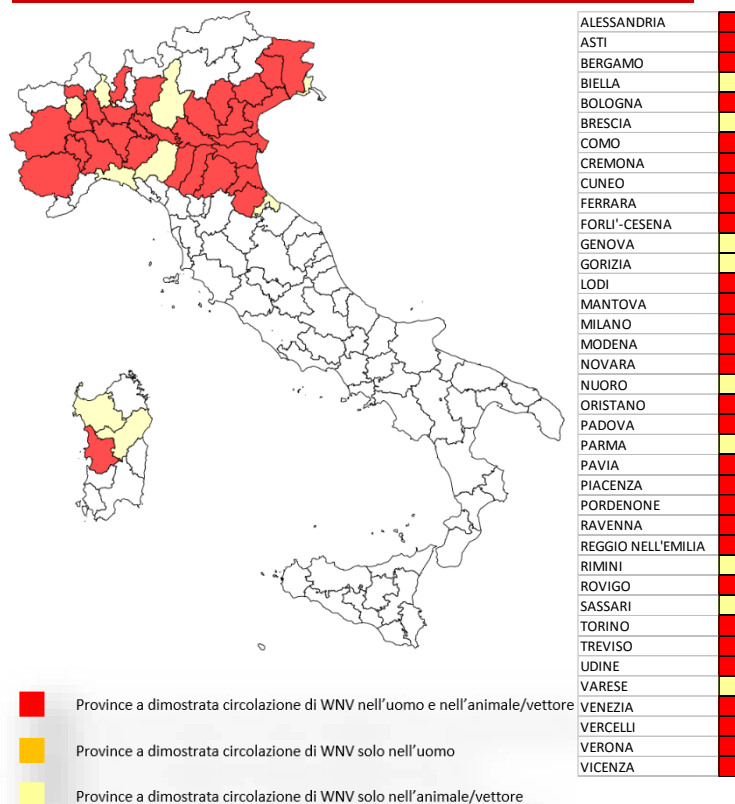 ALESSANDRIA
ASTI
BERGAMO
BIELLA
BOLOGNA
BRESCIA
COMO
CREMONA
CUNEO
FERRARA
FORLI'-CESENA
GENOVA
GORIZIA
LODI
MANTOVA
MILANO
MODENA
NOVARA
NUORO
ORISTANO
PADOVA
PARMA
PAVIA
PIACENZA
PORDENONE
RAVENNA
REGGIO NELL'EMILIA
RIMINI
ROVIGO
SASSARI
TORINO
TREVISO
UDINE
VARESE
VENEZIA
VERCELLI
VERONA
VICENZA
Province a dimostrata circolazione di WNV nell'uomo e nell'animale/vettore
Province a dimostrata circolazione di WNV solo nell'uomo
Province a dimostrata circolazione di WNV solo nell'animale/vettore